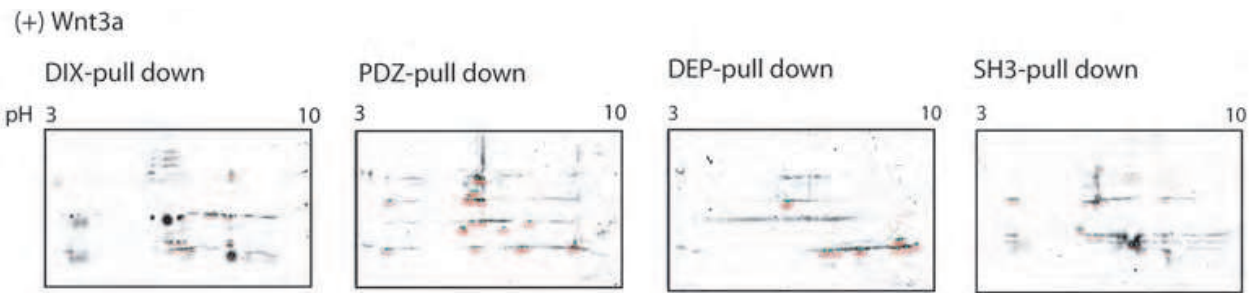 (+) Wnt3a
DIX-pull down PDZ-pull down DEP-pull down SH3-pull down
pH 3 10 3 10 3 10 3 10